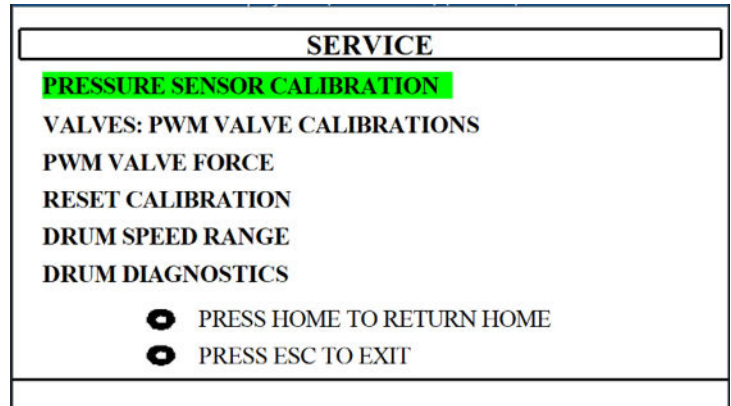 SERVICE
PRESSURE SENSOR CALIBRATION
VALVES: PWM VALVE CALIBRATIONS
PWM VALVE FORCE
RESET CALIBRATION
DRUM SPEED RANGE
DRUM DIAGNOSTICS
PRESS HOME TO RETURN HOME
PRESS ESC TO EXIT